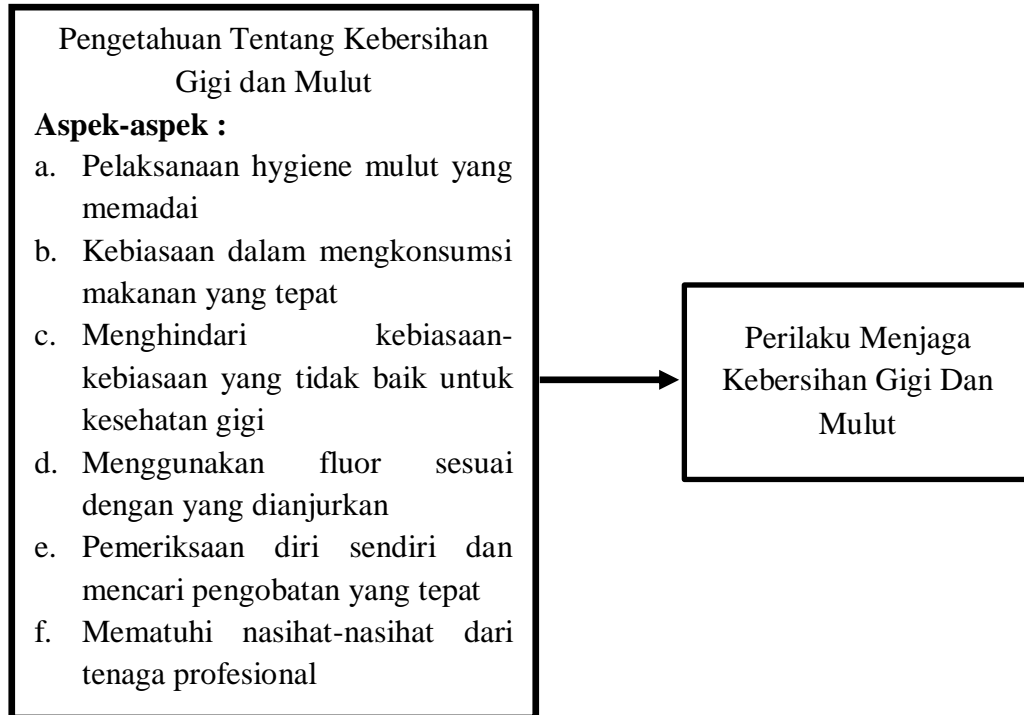 Pengetahuan Tentang Kebersihan
Gigi dan Mulut
Aspek-aspek :
a. Pelaksanaan hygiene mulut yang
memadai
b. Kebiasaan dalam mengkonsumsi
makanan yang tepat
c. Menghindari kebiasaan-
kebiasaan yang tidak baik untuk
kesehatan gigi
d. Menggunakan fluor sesuai
dengan yang dianjurkan
e. Pemeriksaan diri sendiri dan
mencari pengobatan yang tepat
f. Mematuhi nasihat-nasihat dari
tenaga profesional
Perilaku Menjaga
Kebersihan Gigi Dan
Mulut